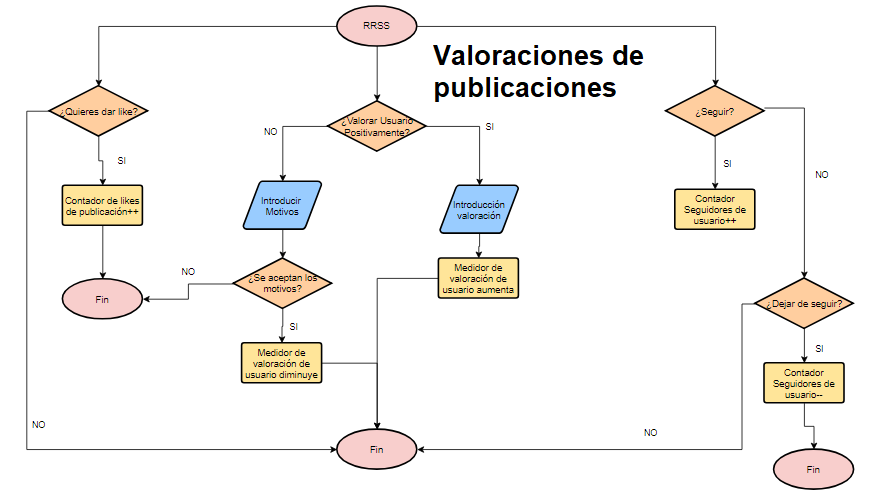 RRSS
Valoraciones de
publicaciones
¿Quieres dar like?
¿Valorar Usuario
Positivamente?
¿Seguir?
NO
SI
SI
SI
NO
Contador de likes
de publicación++
Introducir
Motivos
Introducción
valoración
Contador
Seguidores de
usuario++
NO
¿Se aceptan los
motivos?
Medidor de
valoración de
usuario aumenta
Fin
¿Dejar de seguir?
SI
SI
Medidor de
valoración de
usuario diminuye
Contador
Seguidores de
usuario--
NO
NO
Fin
Fin